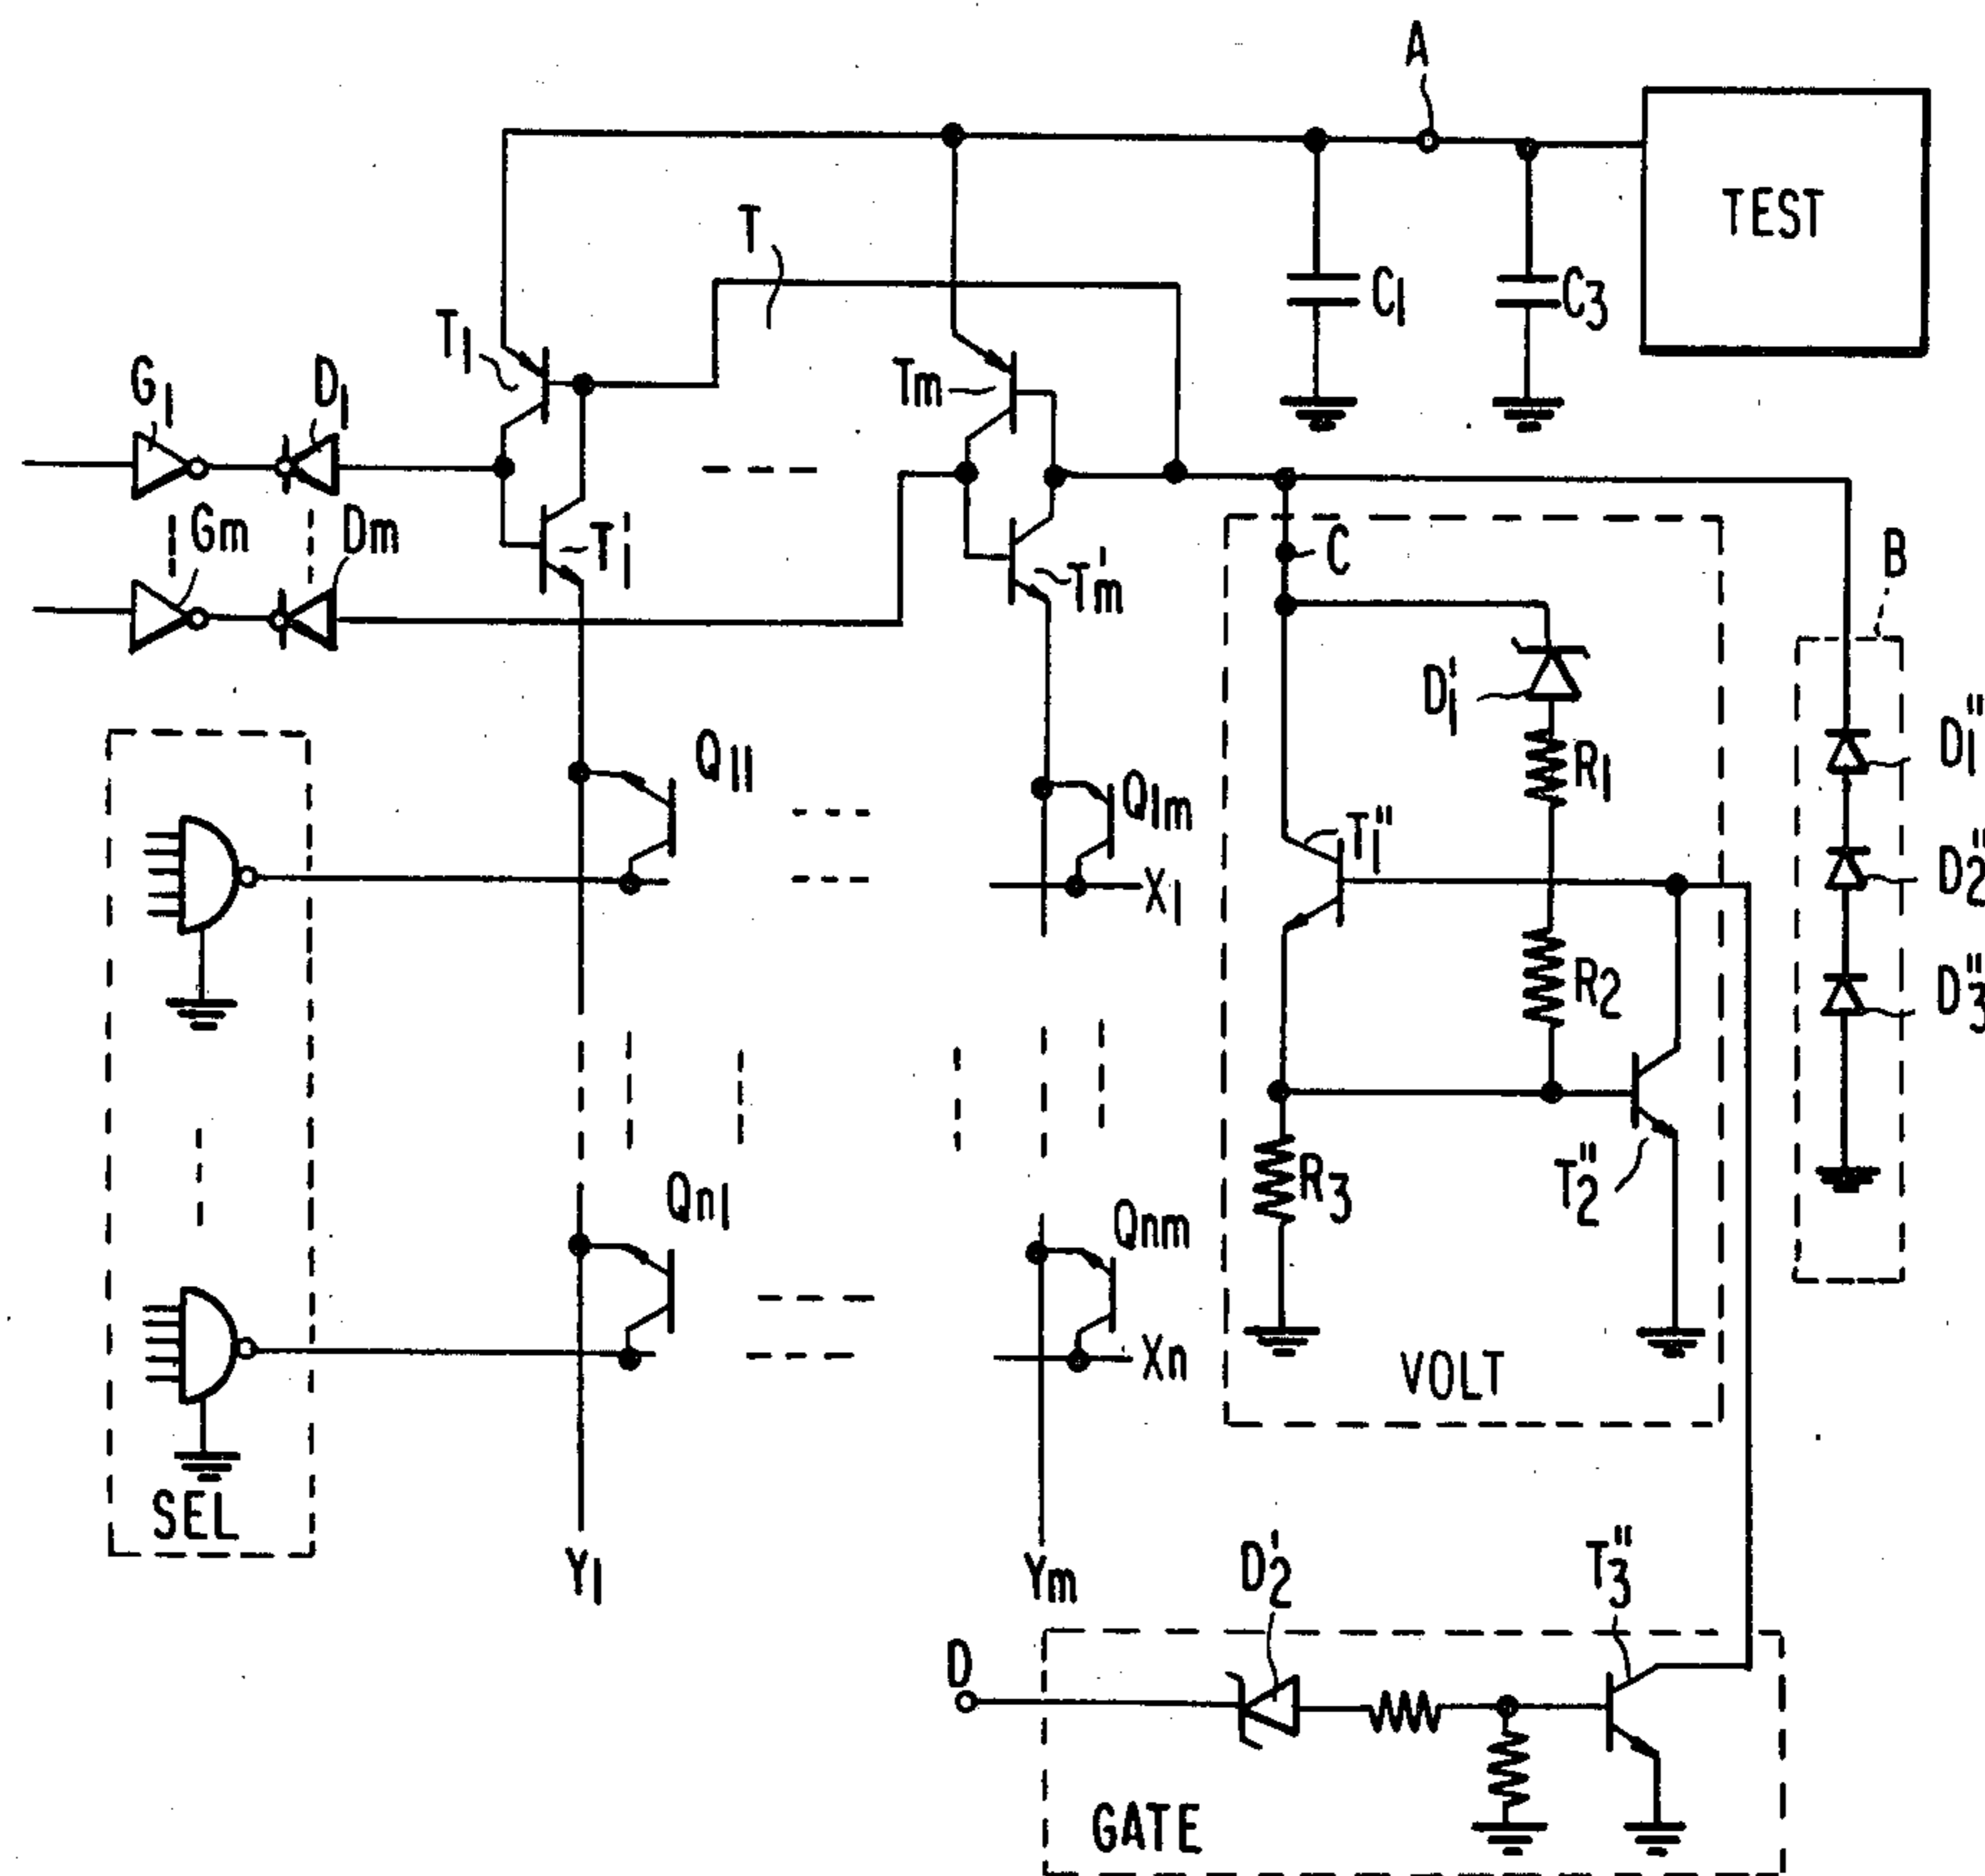 A
TEST
T
C1
C3
T1
G1
D1
Tm
Gm
Dm
T'1
C
T'm
B
D'1
D"1
R1
Q11
Q1m
T"1
X1
D"2
R2
D"3
Qn1
Qnm
R3
T"2
Xn
VOLT
SEL
Y1
Ym
D'2
T"3
D
GATE